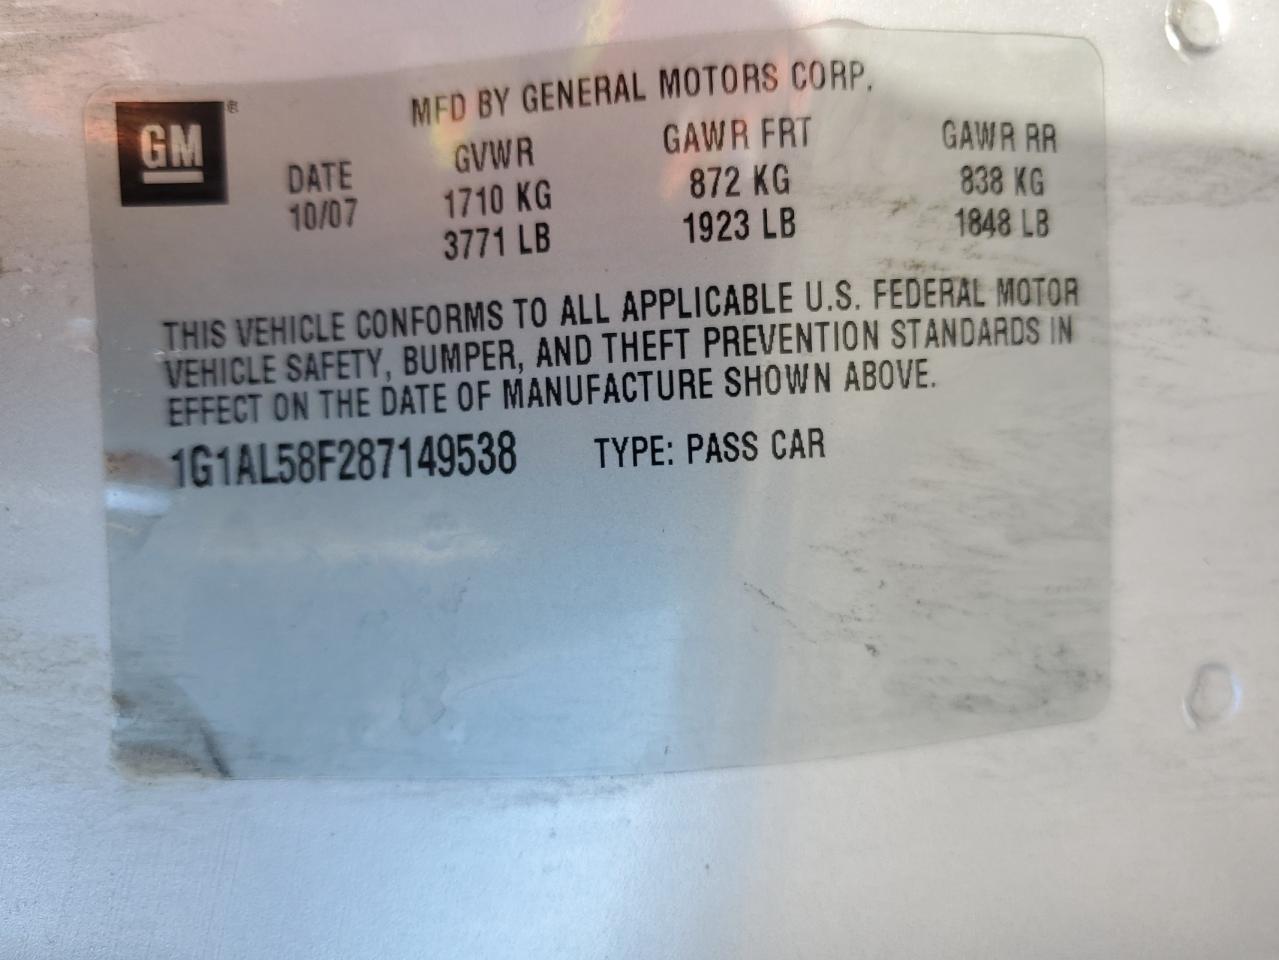 MFD BY GENERAL MOTORS CORP.
GM®
DATE GVWR GAWR FRT GAWR RR
10/07 1710 KG 872 KG 838 KG
3771 LB 1923 LB 1848 LB
THIS VEHICLE CONFORMS TO ALL APPLICABLE U.S. FEDERAL MOTOR
VEHICLE SAFETY, BUMPER, AND THEFT PREVENTION STANDARDS IN
EFFECT ON THE DATE OF MANUFACTURE SHOWN ABOVE.
1G1AL58F287149538 TYPE: PASS CAR